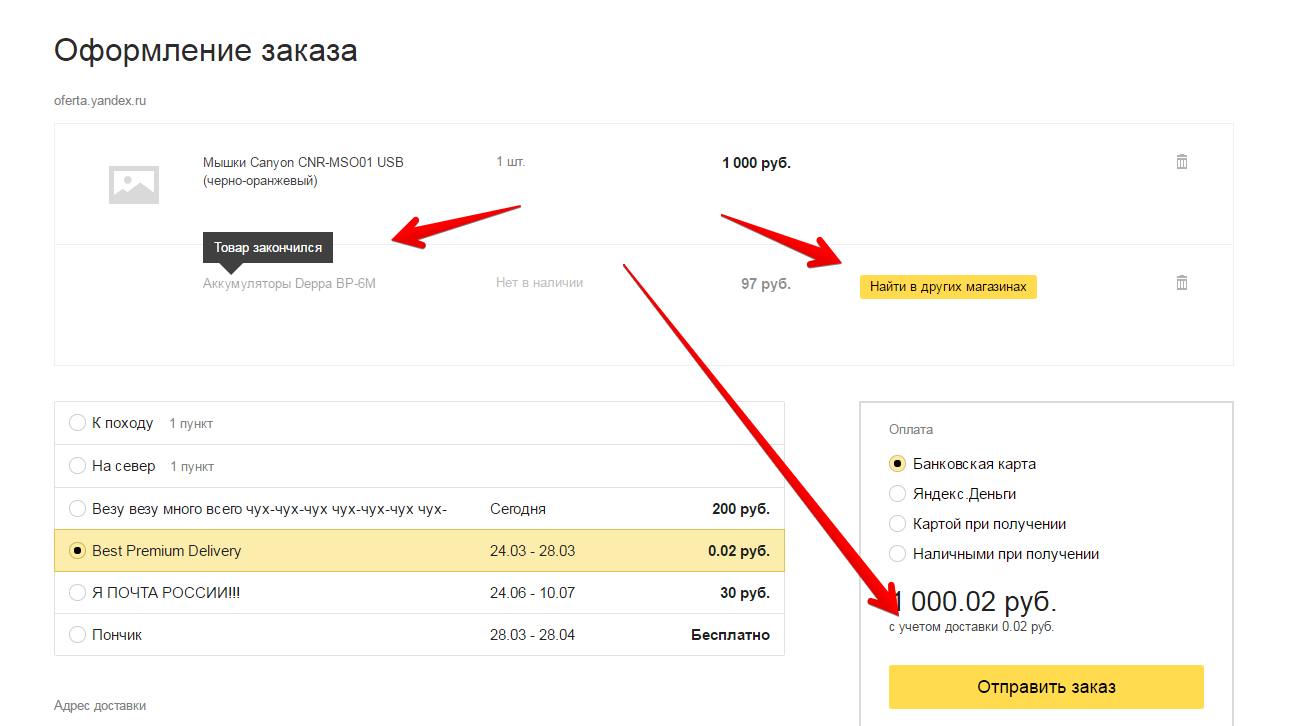 Оформление заказа
oferta.yandex.ru
Мышки Canyon CNR-MSO01 USB 1 шт. 1 000 руб.
(черно-оранжевый)
Товар закончился
Аккумуляторы Deppa BP-6M Нет в наличии 97 руб. Найти в других магазинах
К походу 1 пункт
На север 1 пункт
Везу везу много всего чух-чух-чух чух-чух-чух чух- Сегодня 200 руб.
Best Premium Delivery 24.03 - 28.03 0.02 руб.
Я ПОЧТА РОССИИ!!! 24.06 - 10.07 30 руб.
Пончик 28.03 - 28.04 Бесплатно
Адрес доставки
Оплата
Банковская карта
Яндекс.Деньги
Картой при получении
Наличными при получении
1 000.02 руб.
с учетом доставки 0.02 руб.
Отправить заказ